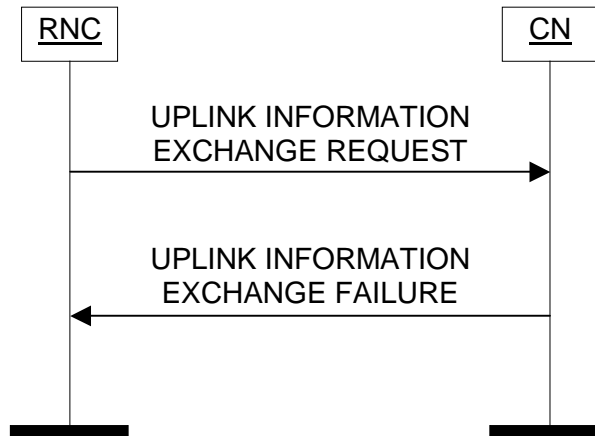 RNC
CN
UPLINK INFORMATION
EXCHANGE REQUEST
UPLINK INFORMATION
EXCHANGE FAILURE